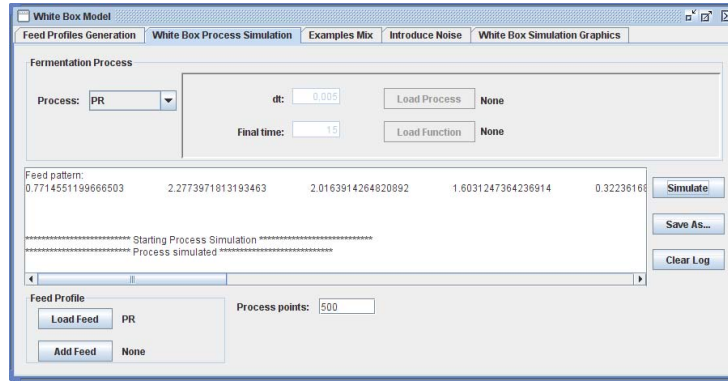 White Box Model
Feed Profiles Generation White Box Process Simulation Examples Mix Introduce Noise White Box Simulation Graphics
Fermentation Process
Process: PR dt: 0.005 Load Process None
Final time: 15 Load Function None
Feed pattern:
0.7714551199666503 2.2773971813193463 2.0163914264820892 1.6031247364236914 0.32236168
Simulate
Save As...
************************** Starting Process Simulation ****************************
************************** Process simulated ****************************
Clear Log
Feed Profile
Load Feed PR Process points: 500
Add Feed None